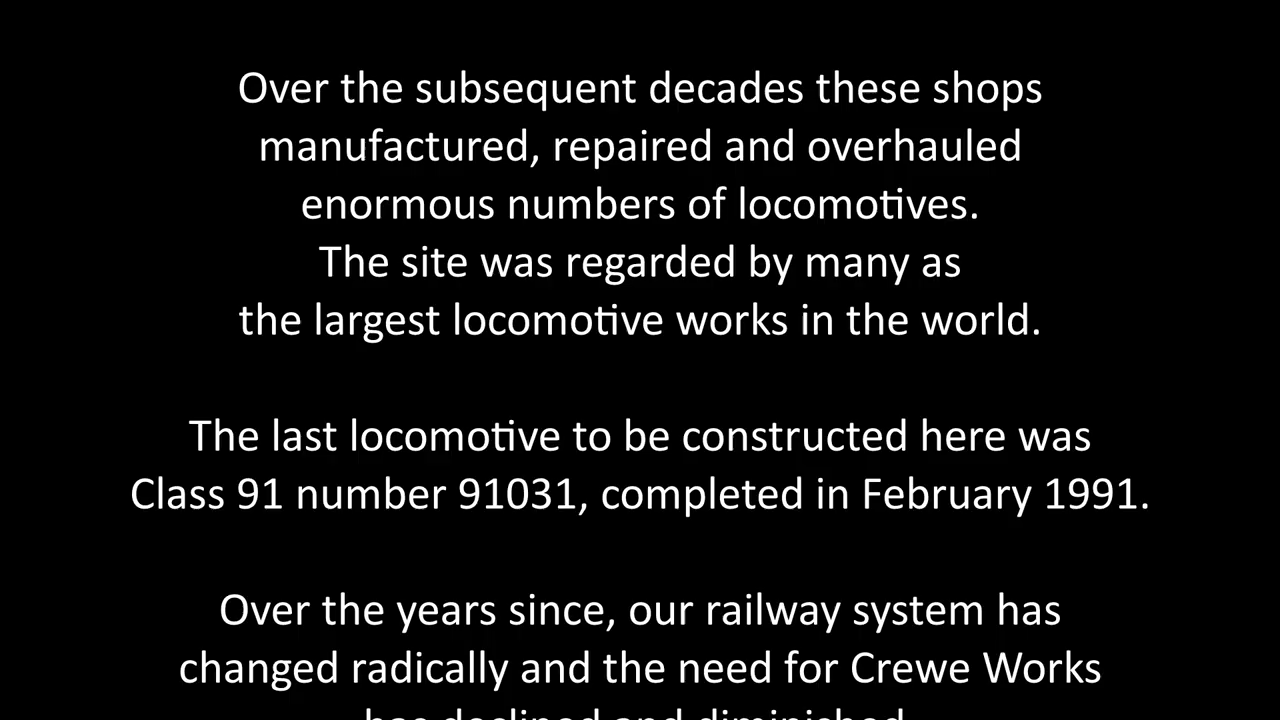 Over the subsequent decades these shops
manufactured, repaired and overhauled
enormous numbers of locomotives.
The site was regarded by many as
the largest locomotive works in the world.
The last locomotive to be constructed here was
Class 91 number 91031, completed in February 1991.
Over the years since, our railway system has
changed radically and the need for Crewe Works
has declined and diminished